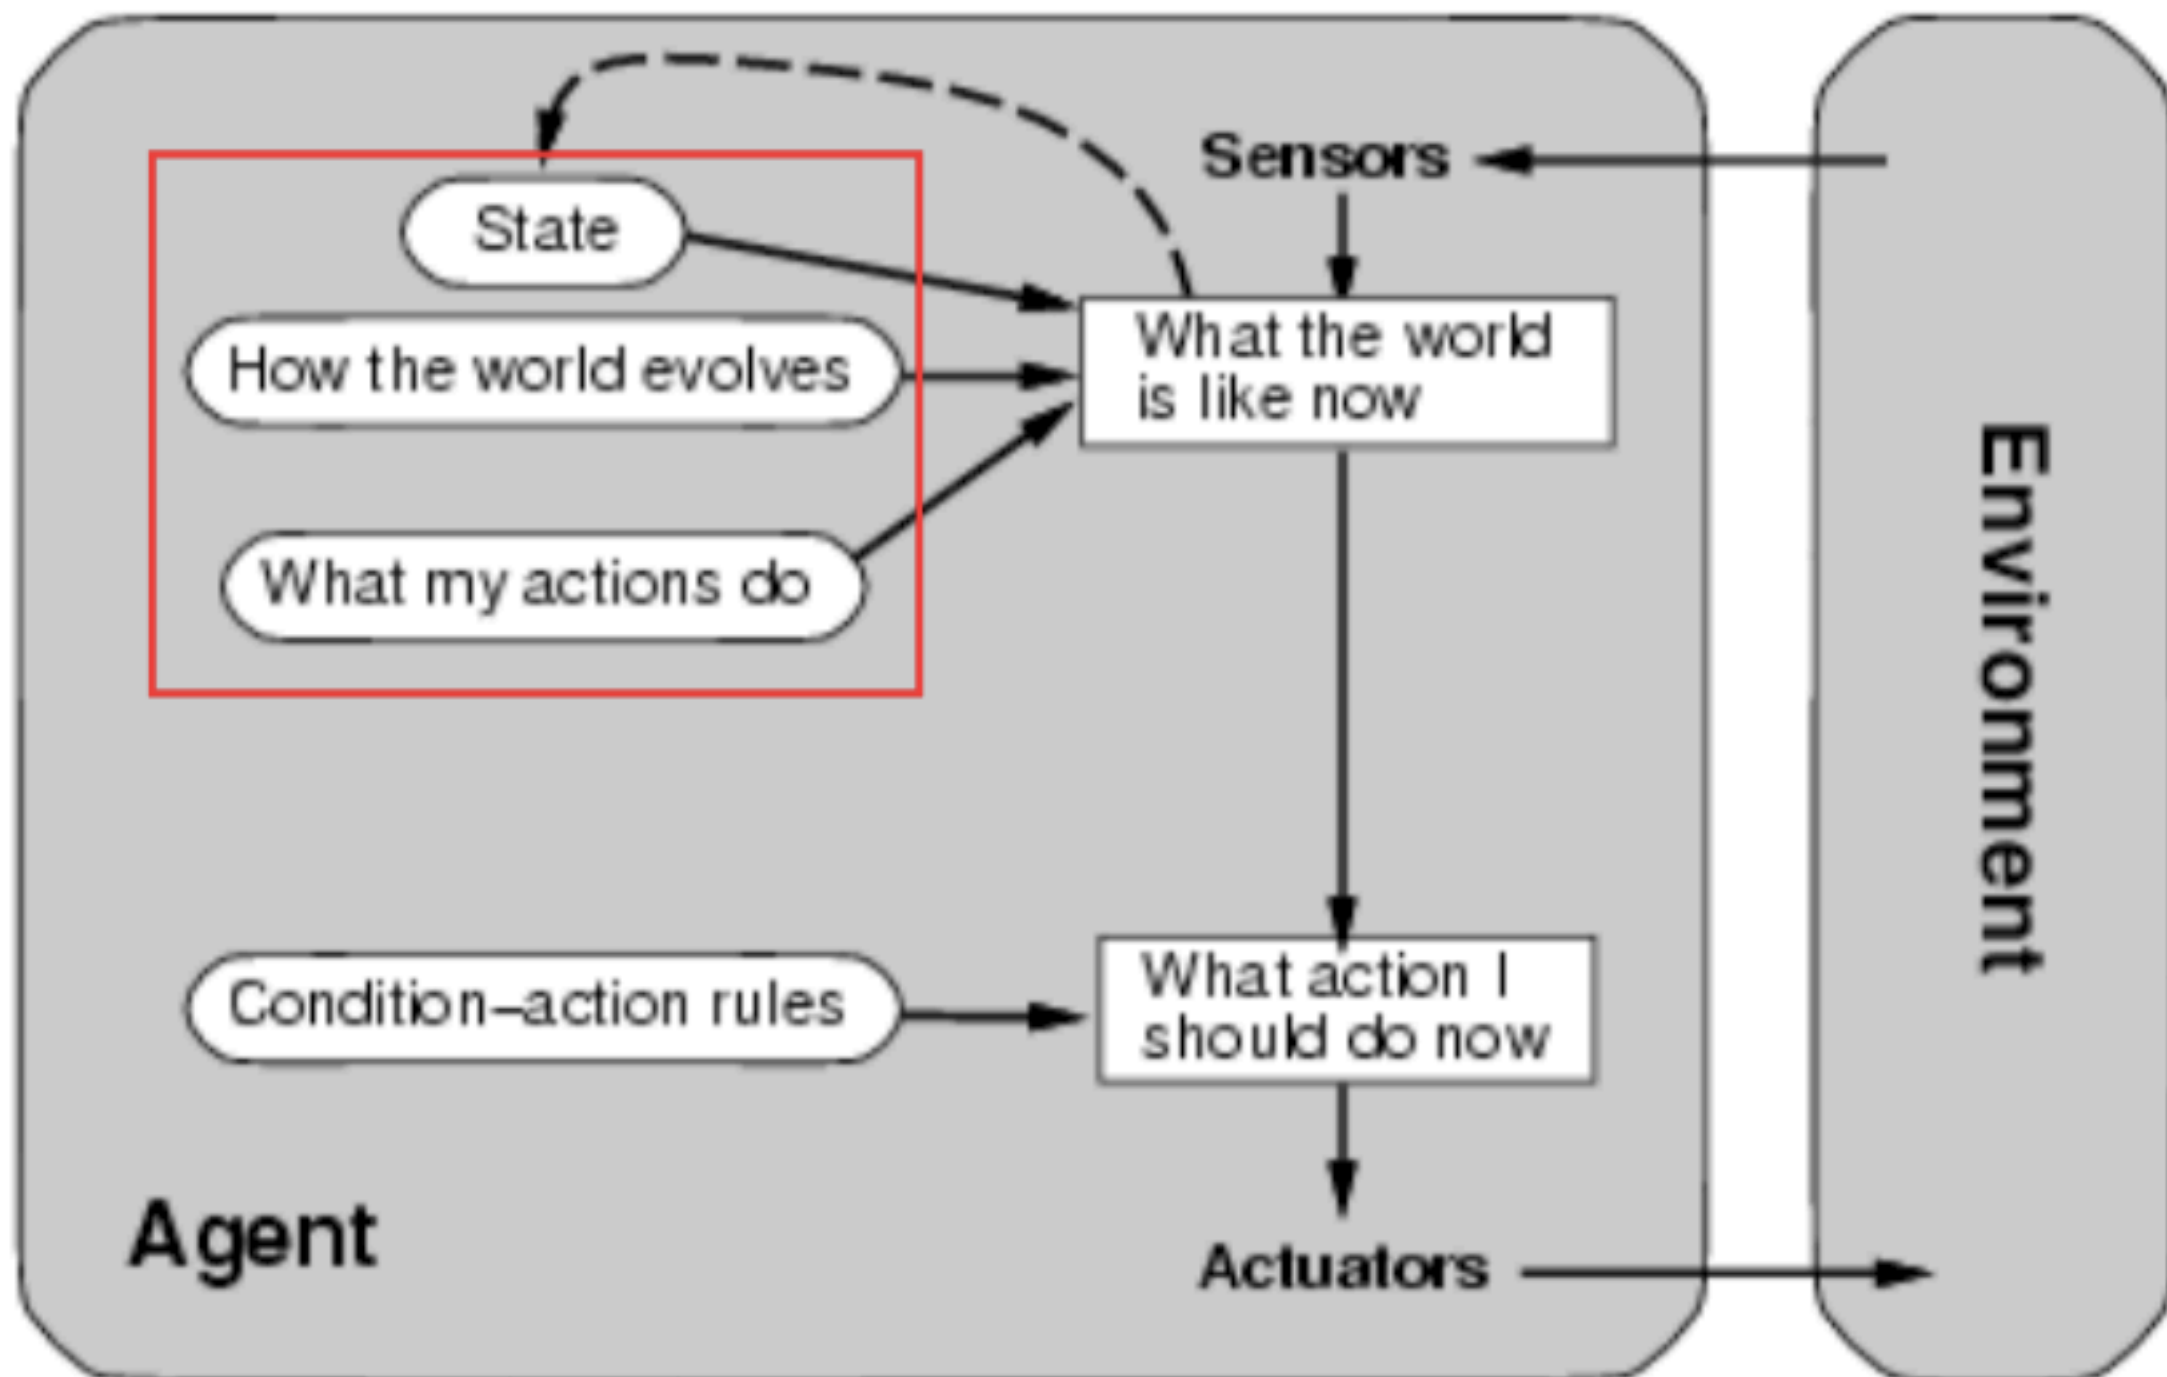 Sensors
State
How the world evolves
What my actions do
What the world
is like now
Condition–action rules
What action I
should do now
Agent
Actuators
Environment